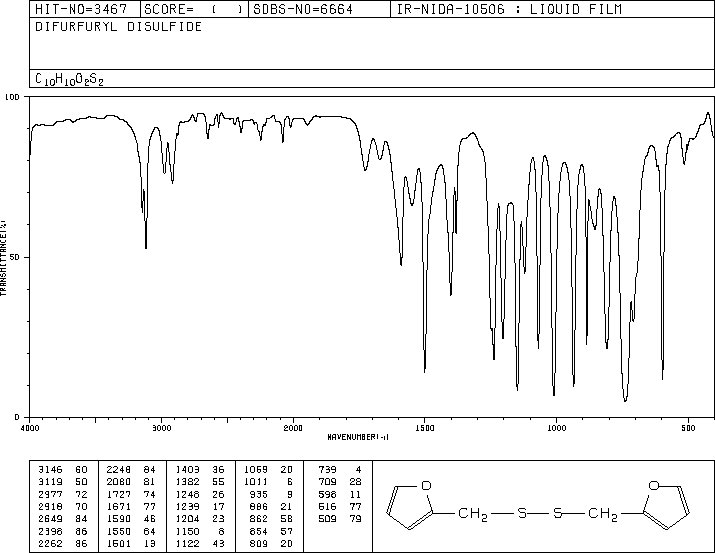 HIT-NO=3467 SCORE= ( ) SDBS-NO=6664 IR-NIDA-10506 : LIQUID FILM
DIFURFURYL DISULFIDE
C10H10O2S2
100
50
0
TRANSMITTANCE(%)
4000 3000 2000 1500 1000 500
WAVENUMBER(-1)
3146 60 2248 84 1403 36 1069 20 739 4
3119 50 2080 81 1382 55 1011 6 709 28
2977 72 1727 74 1248 26 935 9 598 11
2918 70 1671 77 1239 17 886 21 516 77
2649 84 1590 46 1204 23 862 58 509 79
2398 86 1550 64 1150 8 854 57
2262 86 1501 13 1122 43 809 20
O CH2 S S CH2 O